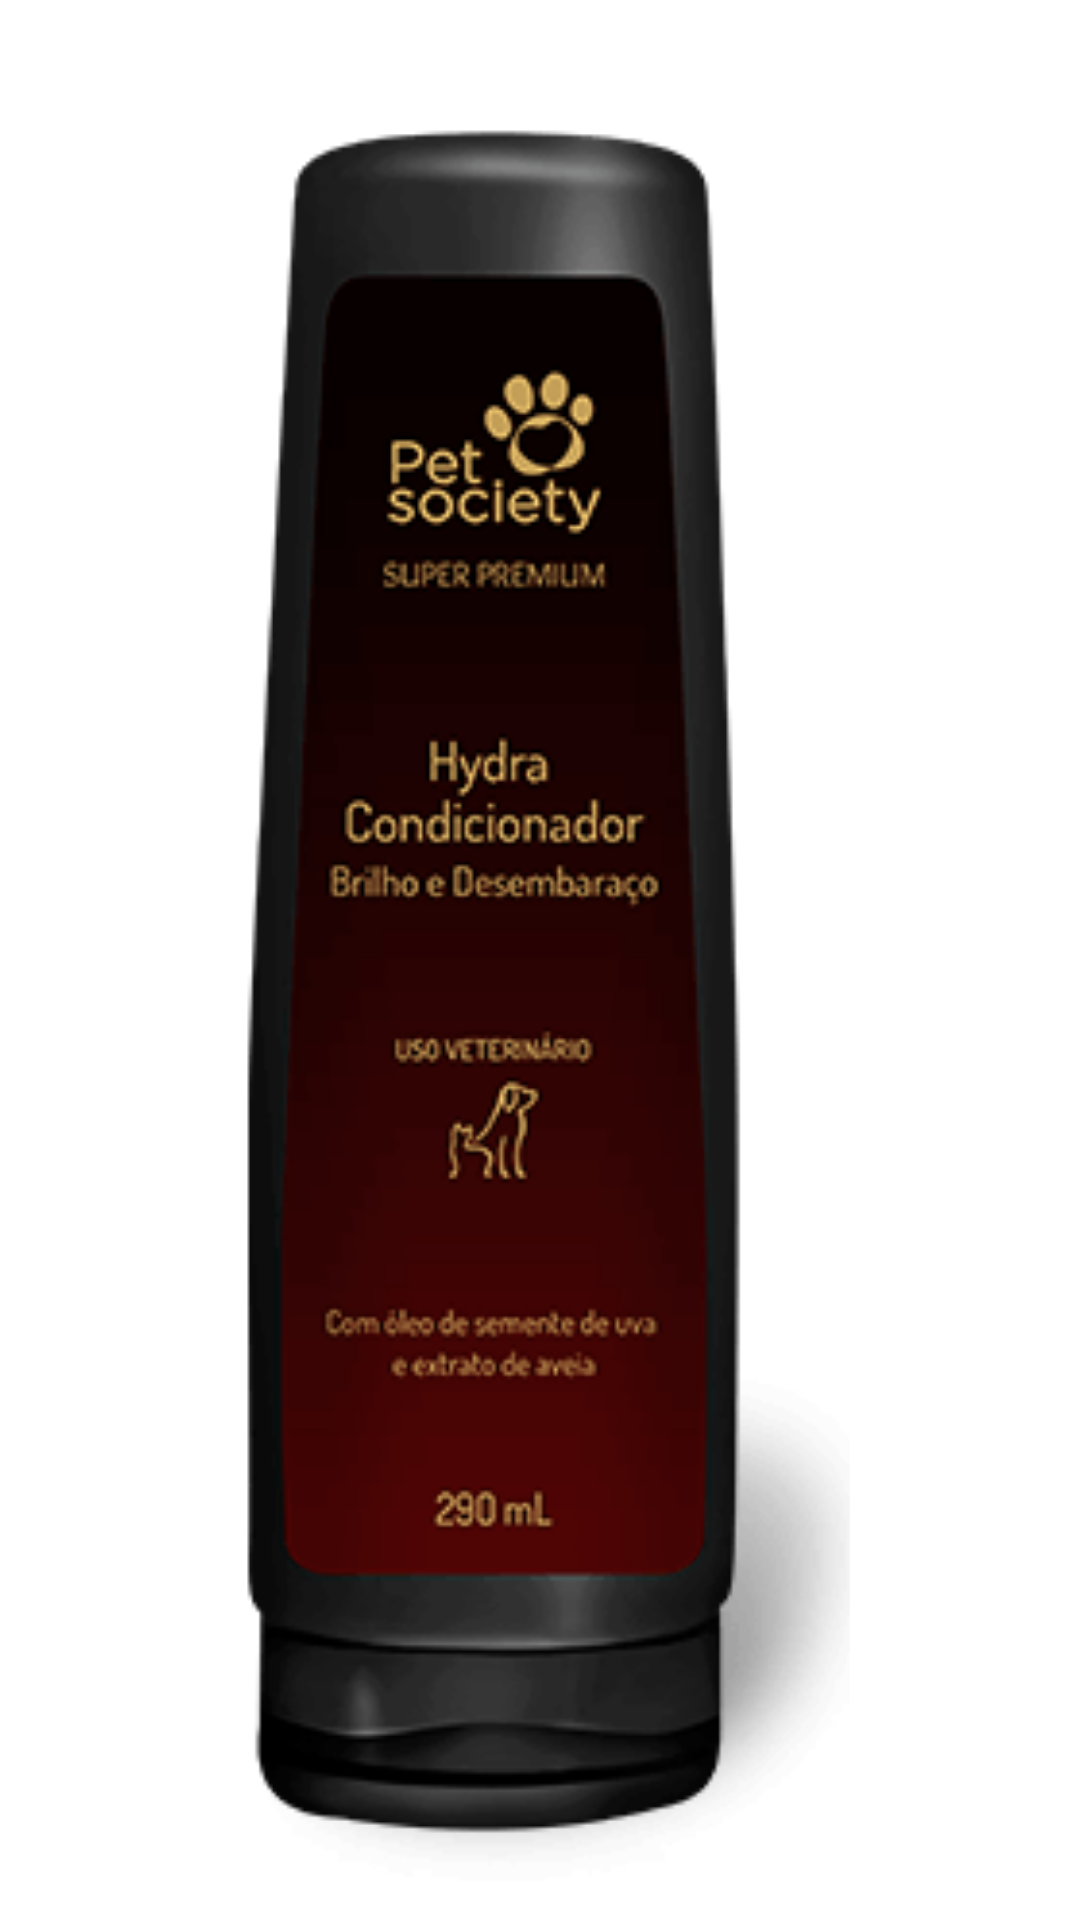 Pet
society
SUPER PREMIUM
Hydra
Condicionador
Brilho e Desembaraço
USO VETERINÁRIO
Com óleo de semente de uva
e extrato de aveia
290 mL